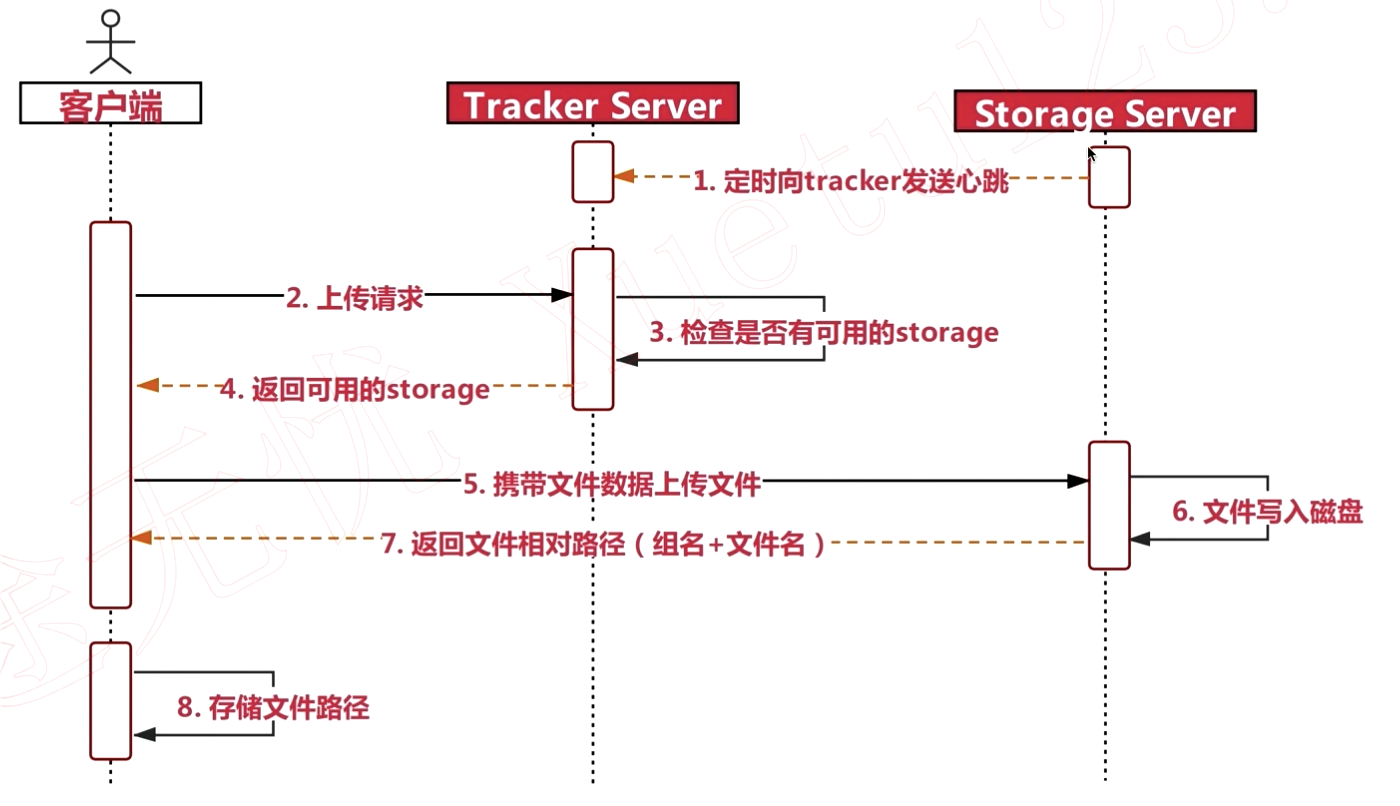 客户端
Tracker Server
Storage Server
1. 定时向tracker发送心跳
2. 上传请求
3. 检查是否有可用的storage
4. 返回可用的storage
5. 携带文件数据上传文件
6. 文件写入磁盘
7. 返回文件相对路径（组名+文件名）
8. 存储文件路径
途无忧 Yuetu123.